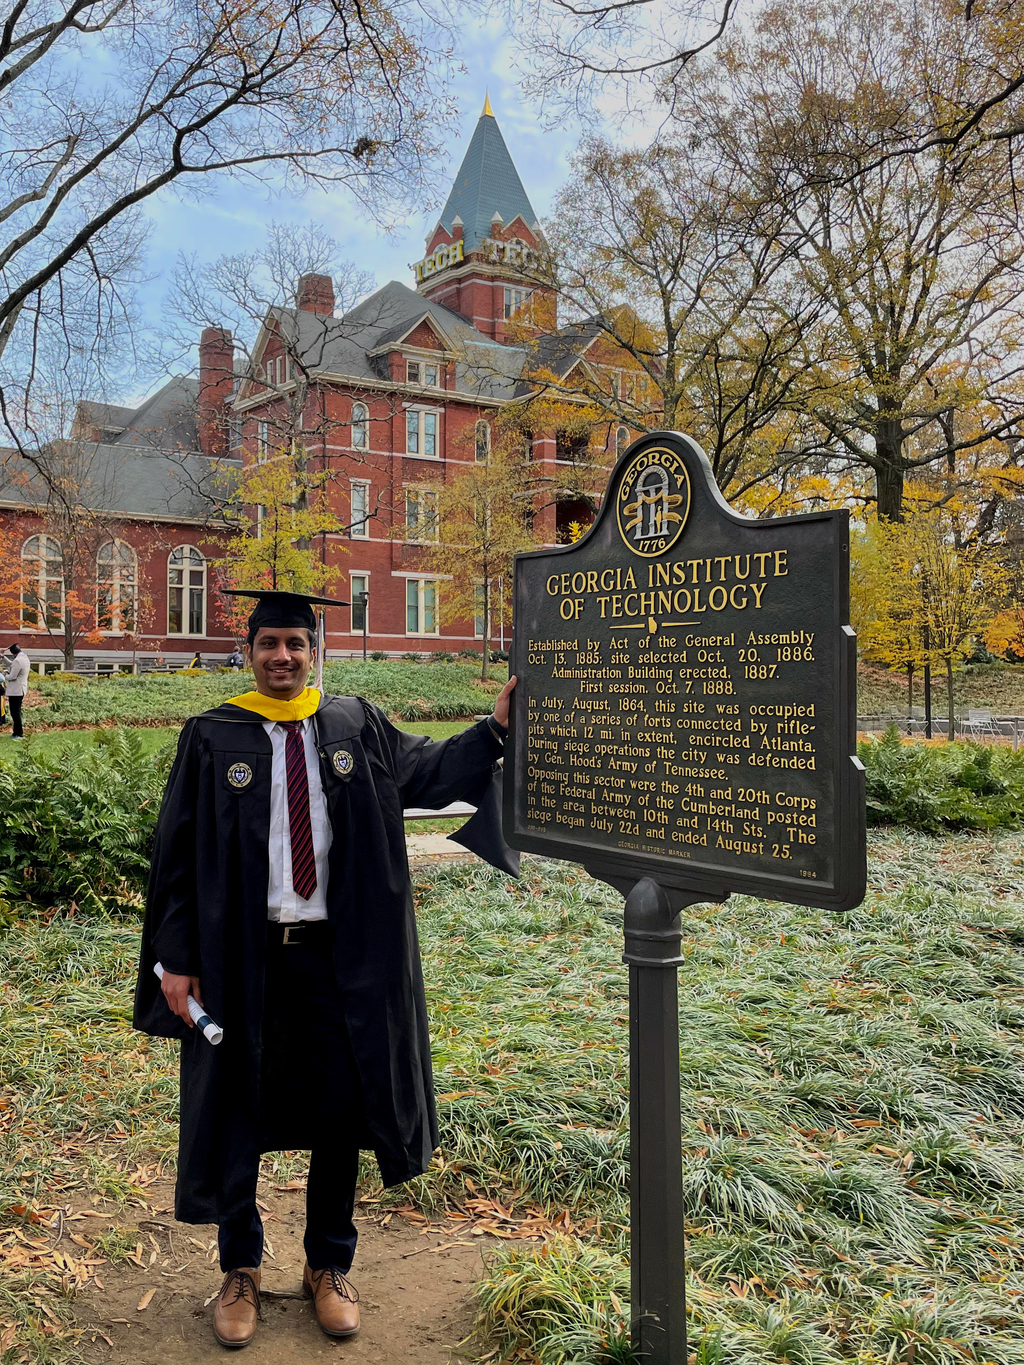 TECH
TECH
GEORGIA
1776
GEORGIA INSTITUTE
OF TECHNOLOGY
Established by Act of the General Assembly
Oct. 13, 1885; site selected Oct. 20, 1886.
Administration Building erected, 1887.
First session, Oct. 7, 1888.
In July, August, 1864, this site was occupied
by one of a series of forts connected by rifle-
pits which 12 mi. in extent, encircled Atlanta.
During siege operations the city was defended
by Gen. Hood's Army of Tennessee.
Opposing this sector were the 4th and 20th Corps
of the Federal Army of the Cumberland posted
in the area between 10th and 14th Sts. The
siege began July 22d and ended August 25.
GEORGIA HISTORIC MARKER
1994